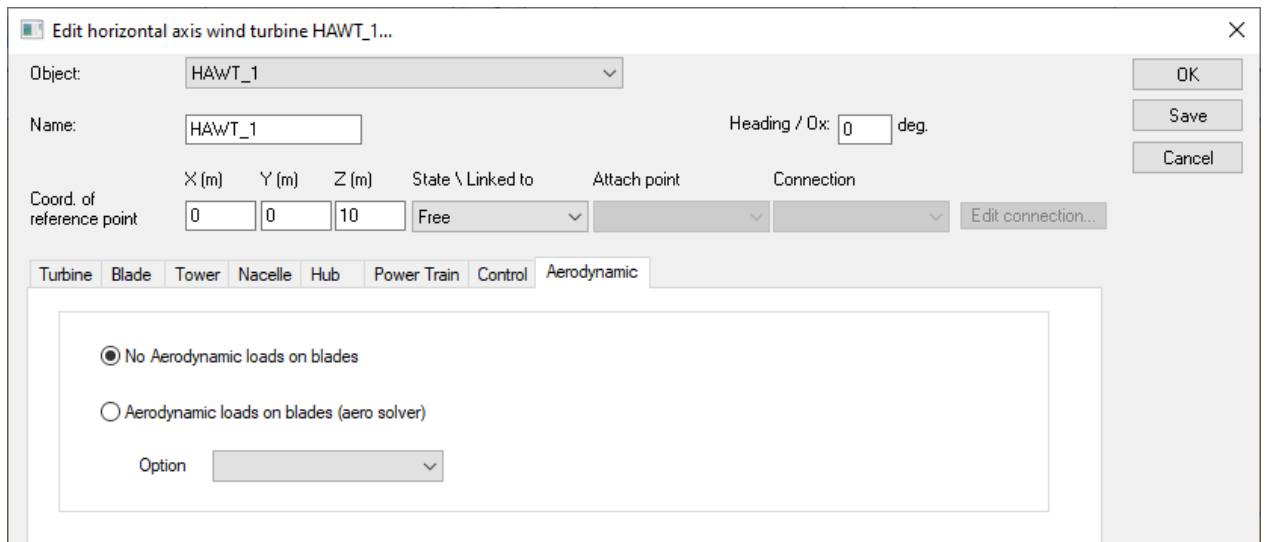 Edit horizontal axis wind turbine HAWT_1...
Object: HAWT_1 OK
Name: HAWT_1 Heading / Ox: 0 deg. Save
Cancel
X (m) Y (m) Z (m) State \ Linked to Attach point Connection
Coord. of
reference point 0 0 10 Free Edit connection...
Turbine Blade Tower Nacelle Hub Power Train Control Aerodynamic
No Aerodynamic loads on blades
Aerodynamic loads on blades (aero solver)
Option